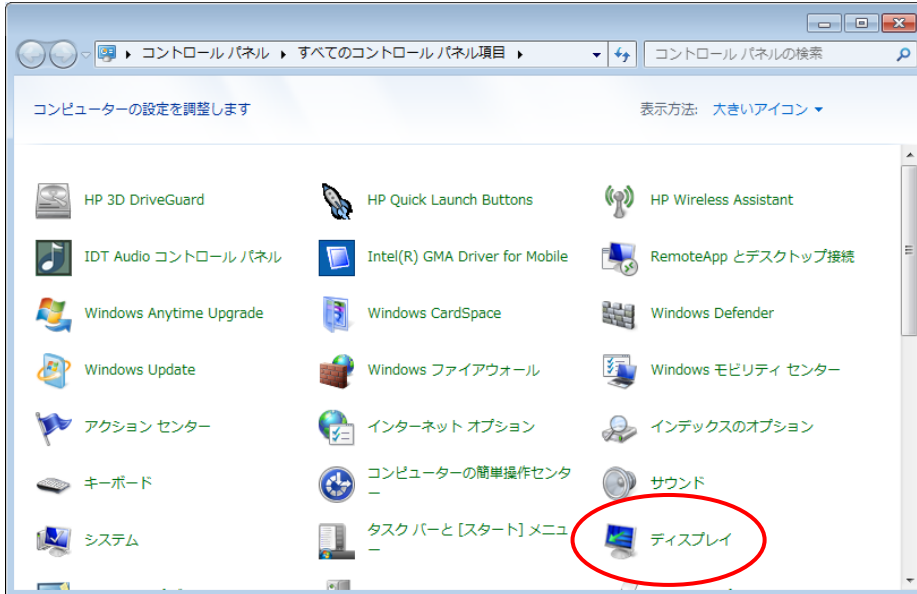 コントロール パネル ▸ すべてのコントロール パネル項目 ▸
コントロール パネルの検索
コンピューターの設定を調整します
表示方法: 大きいアイコン
HP 3D DriveGuard
HP Quick Launch Buttons
HP Wireless Assistant
IDT Audio コントロール パネル
Intel(R) GMA Driver for Mobile
RemoteApp とデスクトップ接続
Windows Anytime Upgrade
Windows CardSpace
Windows Defender
Windows Update
Windows ファイアウォール
Windows モビリティ センター
アクション センター
インターネット オプション
インデックスのオプション
キーボード
コンピューターの簡単操作センタ
ー
サウンド
システム
タスク バーと [スタート] メニュ
ー
ディスプレイ